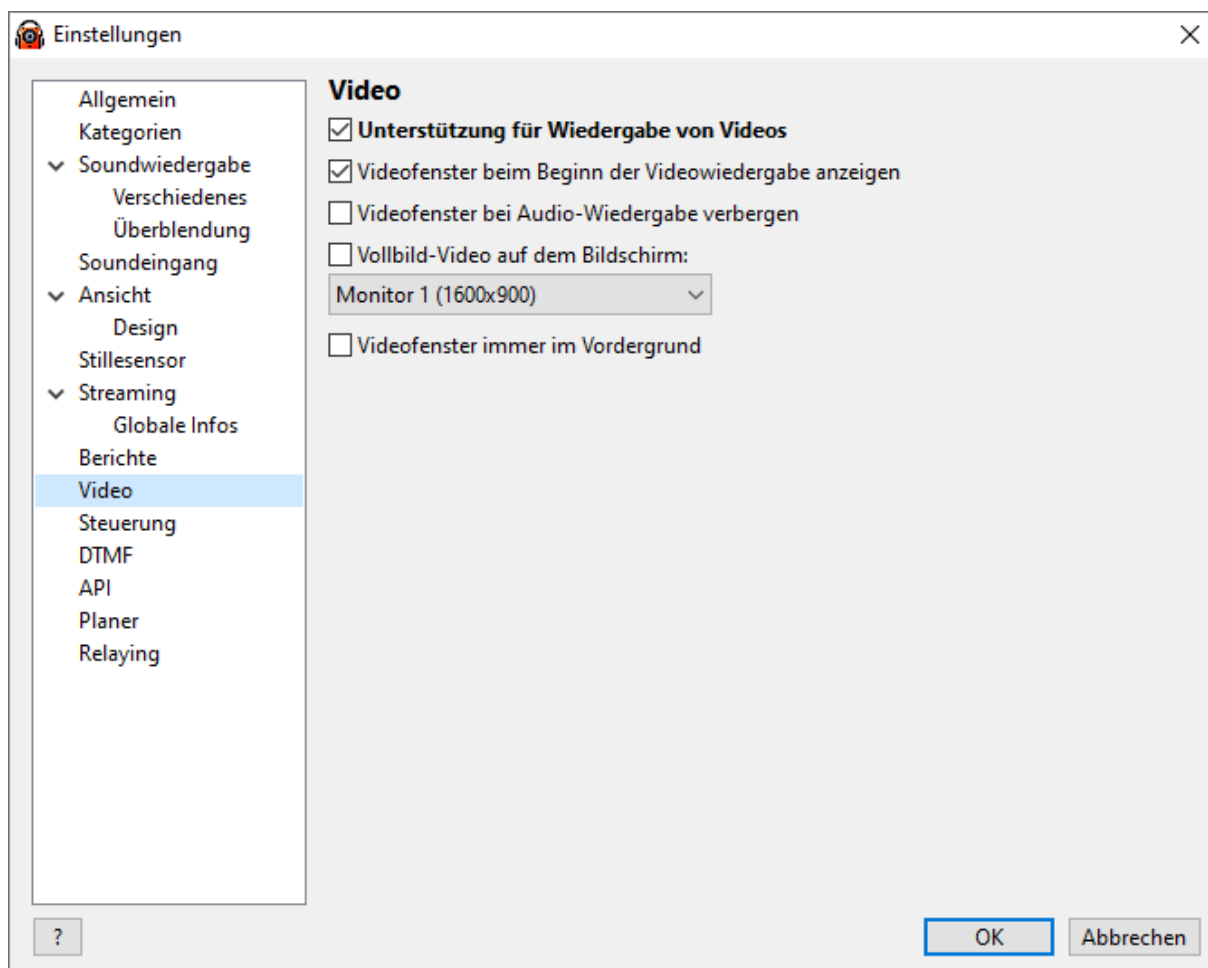 Einstellungen
Allgemein
Kategorien
Soundwiedergabe
Verschiedenes
Überblendung
Soundeingang
Ansicht
Design
Stillesensor
Streaming
Globale Infos
Berichte
Video
Steuerung
DTMF
API
Planer
Relaying
Video
Unterstützung für Wiedergabe von Videos
Videofenster beim Beginn der Videowiedergabe anzeigen
Videofenster bei Audio-Wiedergabe verbergen
Vollbild-Video auf dem Bildschirm:
Monitor 1 (1600x900)
Videofenster immer im Vordergrund
?
OK
Abbrechen